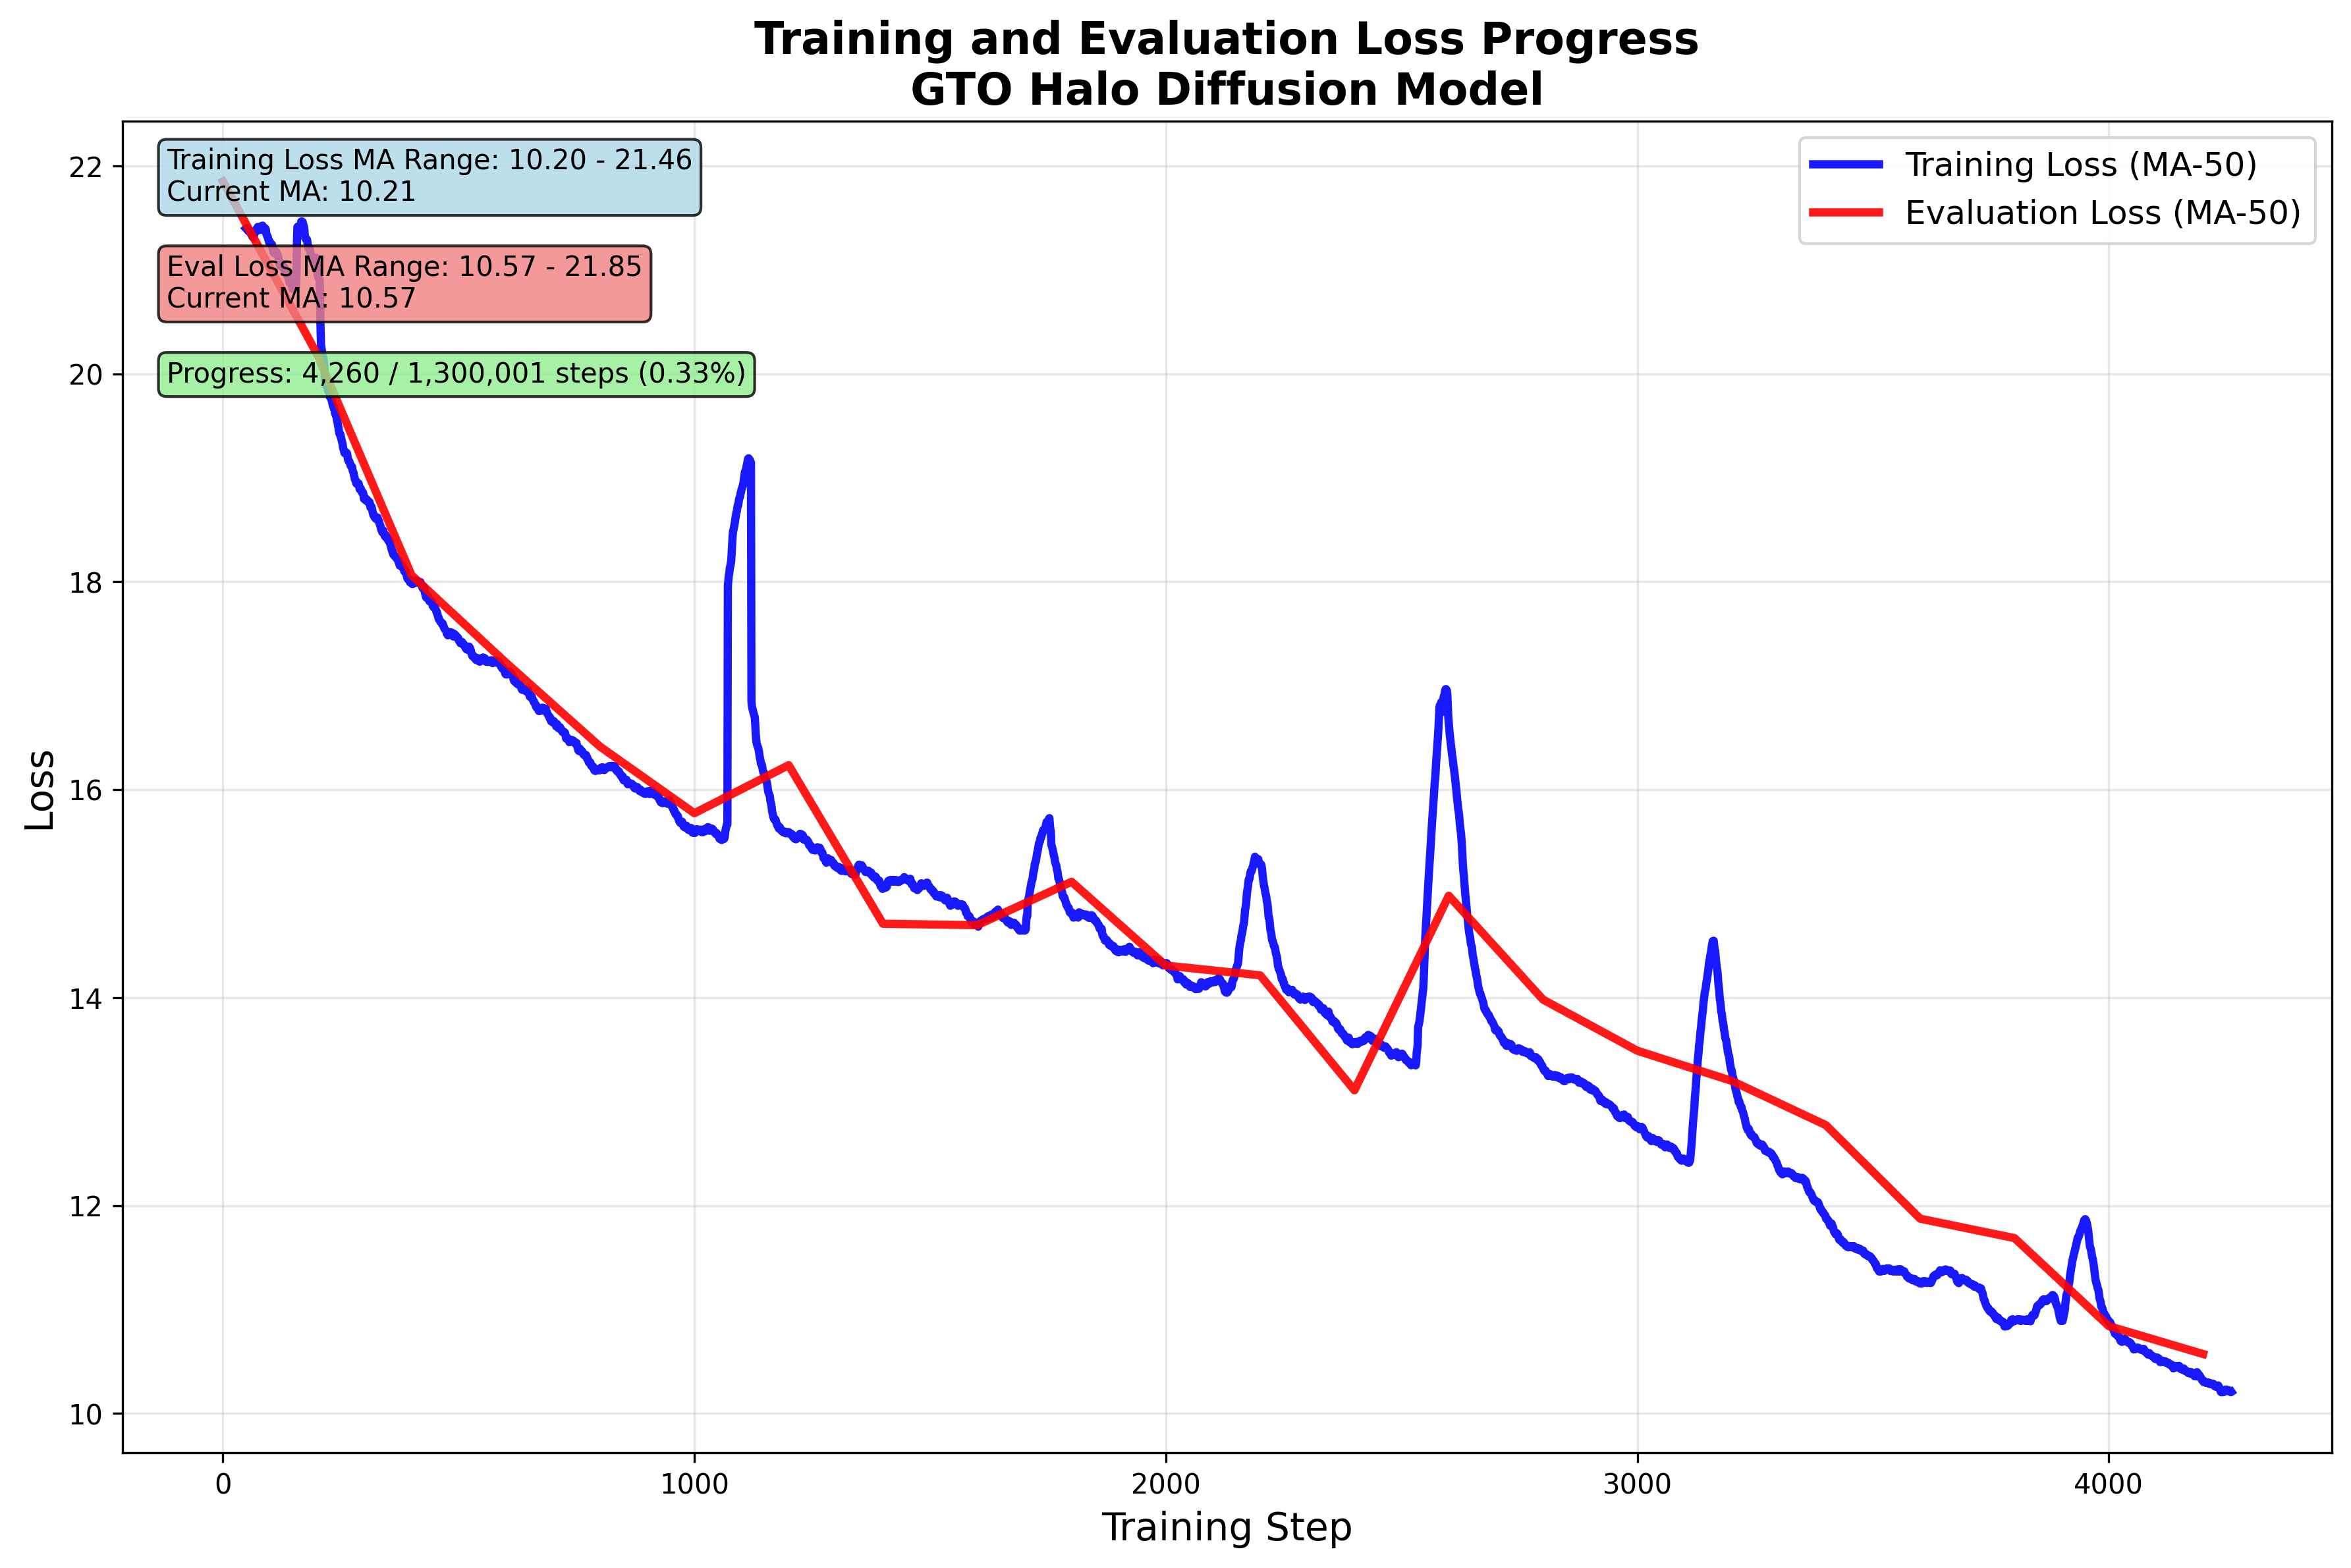 Training and Evaluation Loss Progress
GTO Halo Diffusion Model
Training Loss MA Range: 10.20 - 21.46
Current MA: 10.21
Eval Loss MA Range: 10.57 - 21.85
Current MA: 10.57
Progress: 4,260 / 1,300,001 steps (0.33%)
Training Loss (MA-50)
Evaluation Loss (MA-50)
Loss
22
20
18
16
14
12
10
0
1000
2000
3000
4000
Training Step